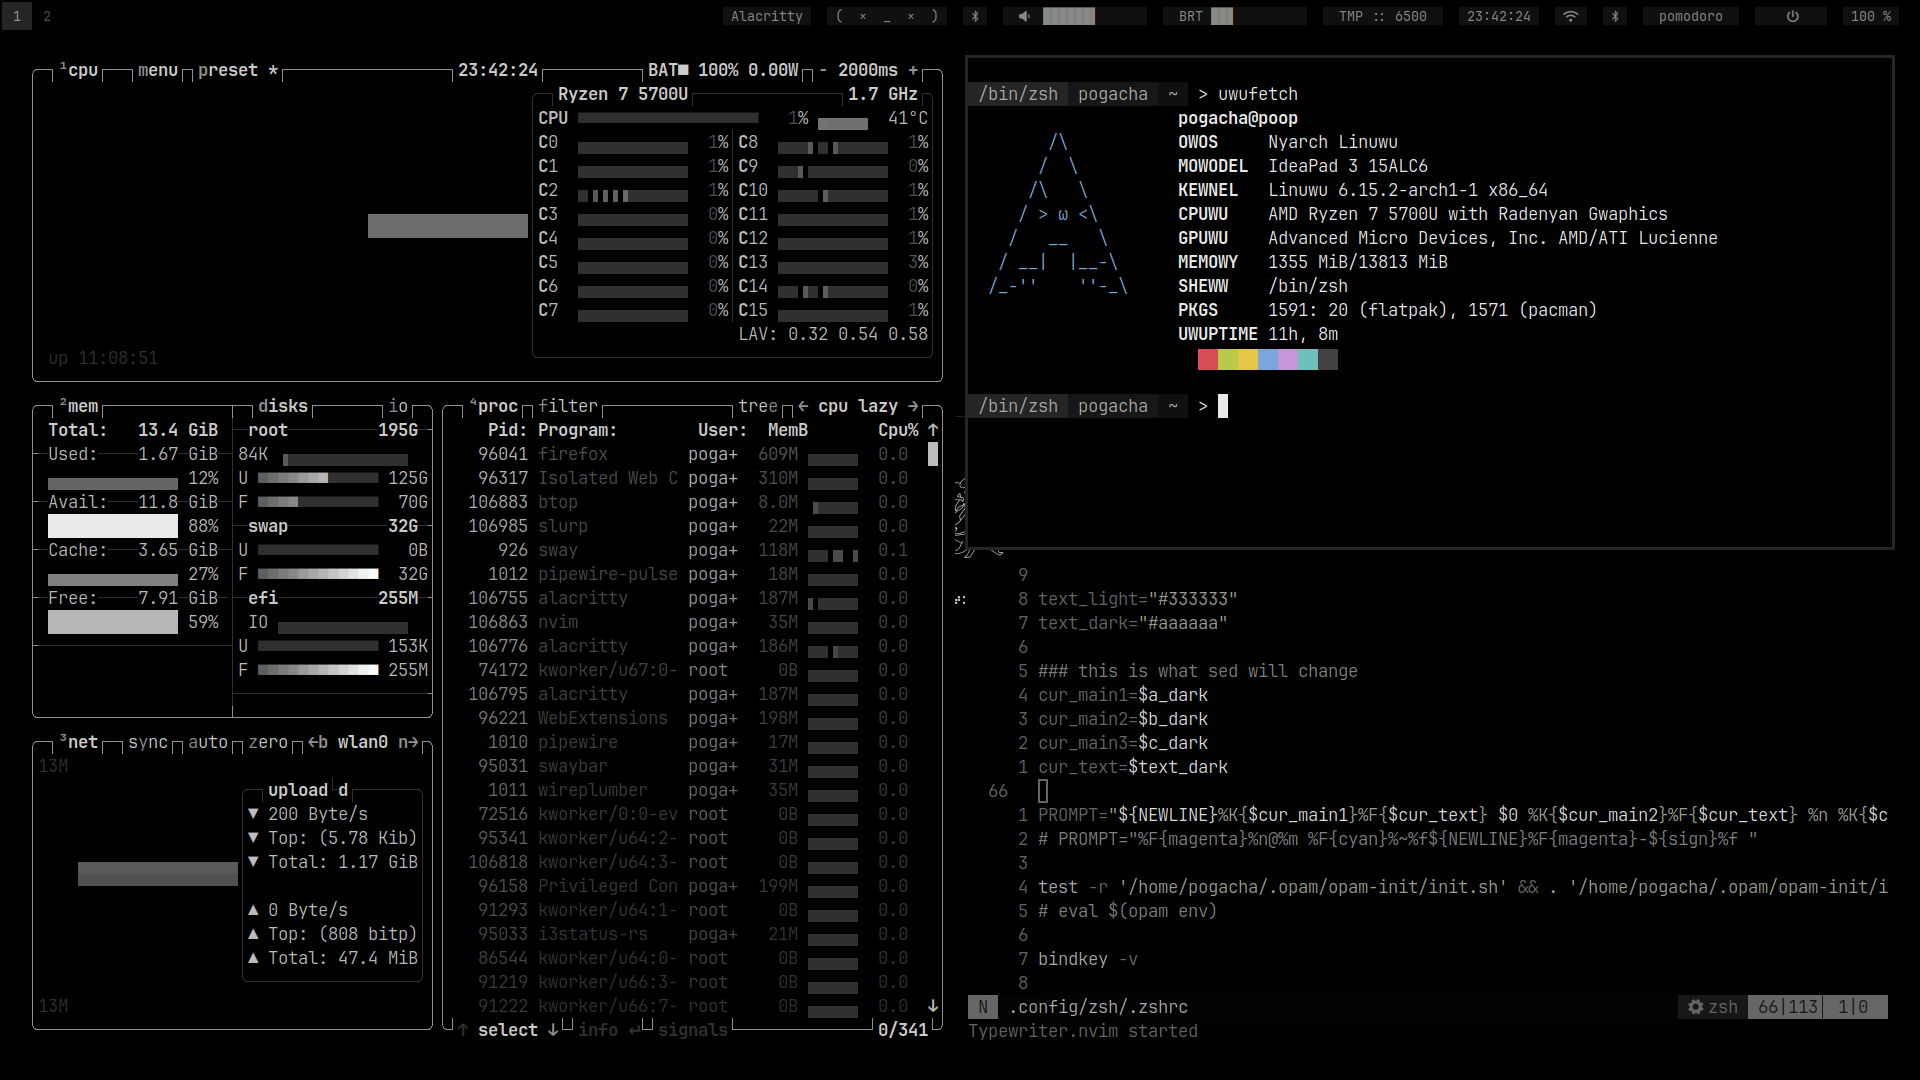 1 2 Alacritty ( × _ × ) BRT TMP :: 6500 23:42:24 pomodoro 100 %
¹cpu menu preset * 23:42:24 BAT■ 100% 0.00W - 2000ms +
Ryzen 7 5700U 1.7 GHz
CPU 1% 41°C
C0 1% C8 1%
C1 1% C9 0%
C2 1% C10 1%
C3 0% C11 1%
C4 0% C12 1%
C5 0% C13 3%
C6 0% C14 0%
C7 0% C15 1%
LAV: 0.32 0.54 0.58
up 11:08:51
²mem
Total: 13.4 GiB
Used: 1.67 GiB
12%
Avail: 11.8 GiB
88%
Cache: 3.65 GiB
27%
Free: 7.91 GiB
59%
disks io
root 195G
84K
U 125G
F 70G
swap 32G
U 0B
F 32G
efi 255M
IO
U 153K
F 255M
³net sync auto zero ←b wlan0 n→
13M
upload d
▼ 200 Byte/s
▼ Top: (5.78 Kib)
▼ Total: 1.17 GiB
▲ 0 Byte/s
▲ Top: (808 bitp)
▲ Total: 47.4 MiB
13M
⁴proc filter tree ← cpu lazy →
Pid: Program: User: MemB Cpu% ↑
96041 firefox poga+ 609M 0.0
96317 Isolated Web C poga+ 310M 0.0
106883 btop poga+ 8.0M 0.0
106985 slurp poga+ 22M 0.0
926 sway poga+ 118M 0.1
1012 pipewire-pulse poga+ 18M 0.0
106755 alacritty poga+ 187M 0.0
106863 nvim poga+ 35M 0.0
106776 alacritty poga+ 186M 0.0
74172 kworker/u67:0- root 0B 0.0
106795 alacritty poga+ 187M 0.0
96221 WebExtensions poga+ 198M 0.0
1010 pipewire poga+ 17M 0.0
95031 swaybar poga+ 31M 0.0
1011 wireplumber poga+ 35M 0.0
72516 kworker/0:0-ev root 0B 0.0
95341 kworker/u64:2- root 0B 0.0
106818 kworker/u64:3- root 0B 0.0
96158 Privileged Con poga+ 199M 0.0
91293 kworker/u64:1- root 0B 0.0
95033 i3status-rs poga+ 21M 0.0
86544 kworker/u64:0- root 0B 0.0
91219 kworker/u66:3- root 0B 0.0
91222 kworker/u66:7- root 0B 0.0 ↓
↑ select ↓ info ↵ signals 0/341
/bin/zsh pogacha ~ > uwufetch
pogacha@poop
/\ OWOS Nyarch Linuwu
/  \ MOWODEL IdeaPad 3 15ALC6
/\   \ KEWNEL Linuwu 6.15.2-arch1-1 x86_64
/ > ω <\ CPUWU AMD Ryzen 7 5700U with Radenyan Gwaphics
/   __   \ GPUWU Advanced Micro Devices, Inc. AMD/ATI Lucienne
/ __|  |__-\ MEMOWY 1355 MiB/13813 MiB
/_-''    ''-_\ SHEWW /bin/zsh
PKGS 1591: 20 (flatpak), 1571 (pacman)
UWUPTIME 11h, 8m
/bin/zsh pogacha ~ >
9
8 text_light="#333333"
7 text_dark="#aaaaaa"
6
5 ### this is what sed will change
4 cur_main1=$a_dark
3 cur_main2=$b_dark
2 cur_main3=$c_dark
1 cur_text=$text_dark
66
1 PROMPT="${NEWLINE}%K{$cur_main1}%F{$cur_text} $0 %K{$cur_main2}%F{$cur_text} %n %K{$c
2 # PROMPT="%F{magenta}%n@%m %F{cyan}%~%f${NEWLINE}%F{magenta}-${sign}%f "
3
4 test -r '/home/pogacha/.opam/opam-init/init.sh' && . '/home/pogacha/.opam/opam-init/i
5 # eval $(opam env)
6
7 bindkey -v
8
N .config/zsh/.zshrc zsh 66|113 1|0
Typewriter.nvim started